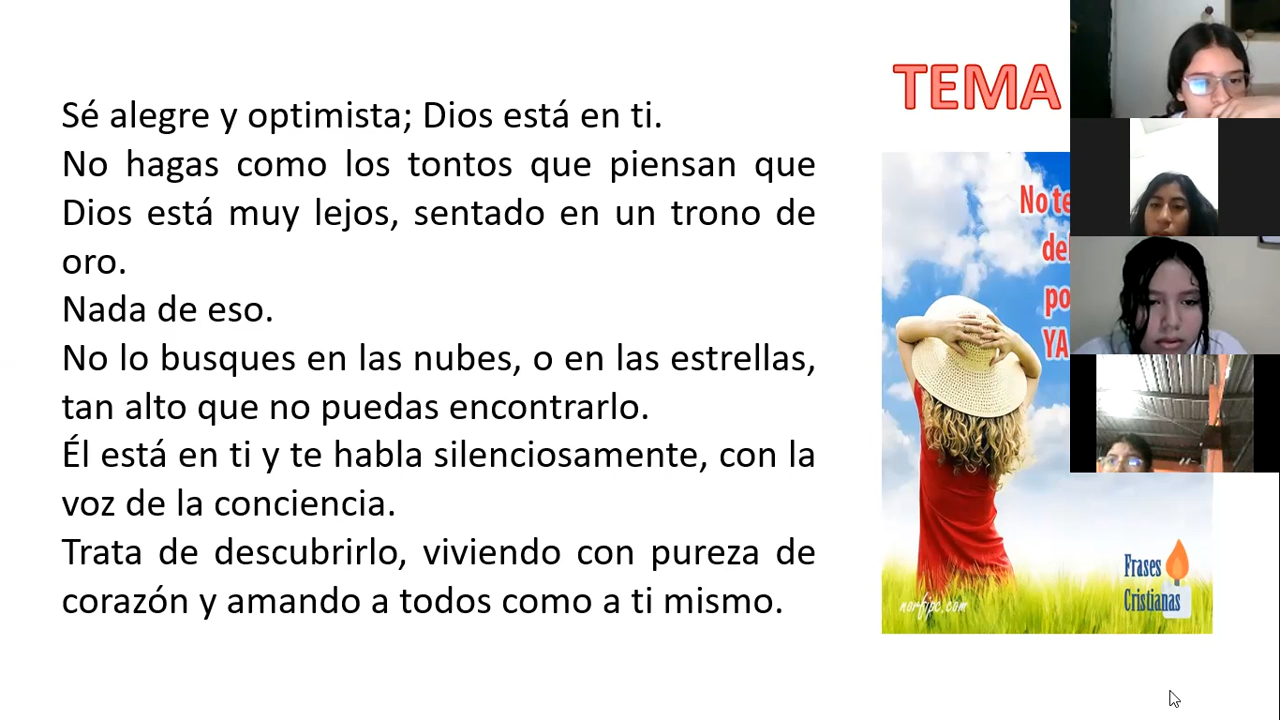 Sé alegre y optimista; Dios está en ti.
No hagas como los tontos que piensan que
Dios está muy lejos, sentado en un trono de
oro.
Nada de eso.
No lo busques en las nubes, o en las estrellas,
tan alto que no puedas encontrarlo.
Él está en ti y te habla silenciosamente, con la
voz de la conciencia.
Trata de descubrirlo, viviendo con pureza de
corazón y amando a todos como a ti mismo.
TEMA
No te
YA
Frases
Cristianas
norfipc.com